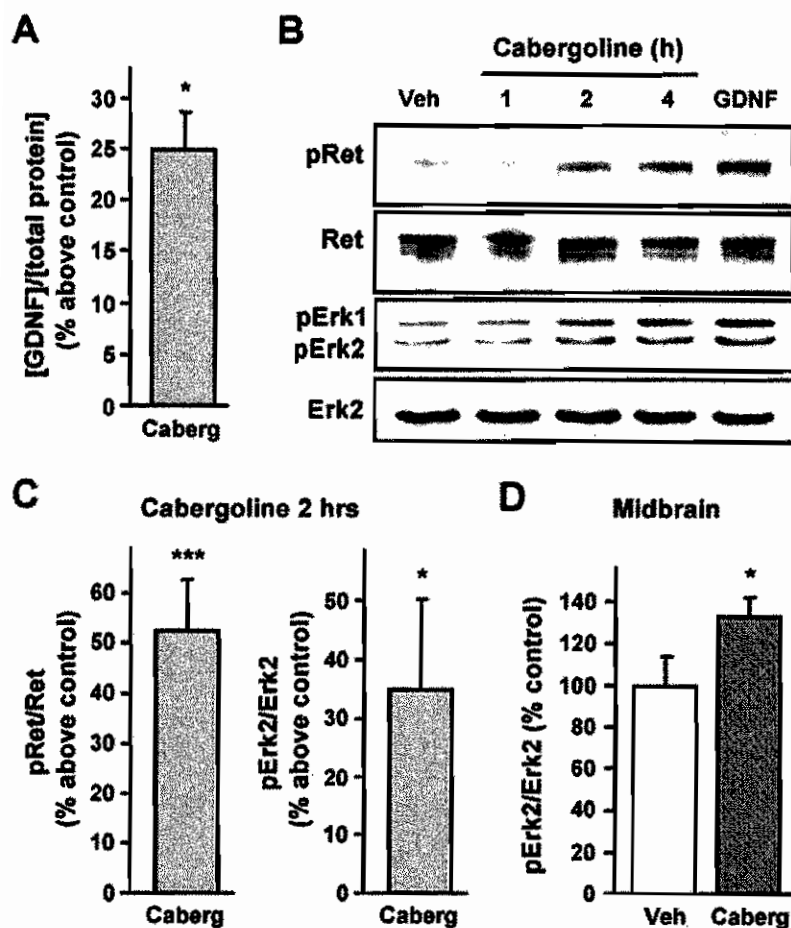 A
*
30
25
20
15
10
5
0
[GDNF]/[total protein]
(% above control)
Caberg
B
Cabergoline (h)
Veh 1 2 4 GDNF
pRet
Ret
pErk1
pErk2
Erk2
C
Cabergoline 2 hrs
***
60
50
40
30
20
10
0
pRet/Ret
(% above control)
Caberg
*
50
40
30
20
10
0
pErk2/Erk2
(% above control)
Caberg
D
Midbrain
*
140
120
100
80
60
40
20
0
pErk2/Erk2 (% control)
Veh Caberg